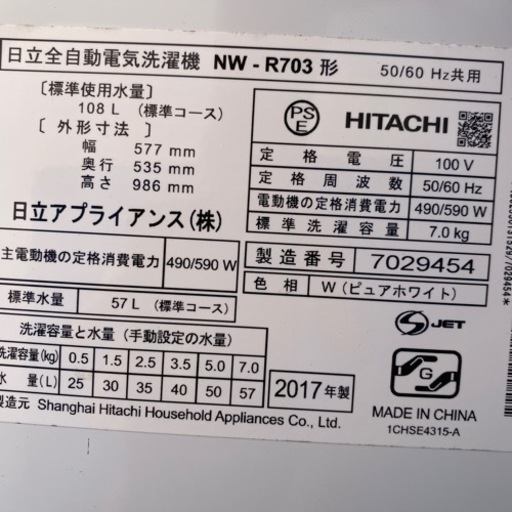 日立全自動電気洗濯機 NW - R703 形 50/60 Hz共用
〔標準使用水量〕
108 L （標準コース）
〔外形寸法〕
幅 577 mm
奥行 535 mm
高さ 986 mm
日立アプライアンス（株）
主電動機の定格消費電力 490/590 W
標準水量 57 L （標準コース）
洗濯容量と水量（手動設定の水量）
洗濯容量(kg) 0.5 1.5 2.5 3.5 5.0 7.0
水 量(L) 25 30 35 40 50 57
製造元 Shanghai Hitachi Household Appliances Co., Ltd.
PSE
HITACHI
定格電圧 100 V
定格周波数 50/60 Hz
電動機の定格消費電力 490/590 W
標準洗濯容量 7.0 kg
製造番号 7029454
色相 W（ピュアホワイト）
S JET
2017 年製
G
MADE IN CHINA
1CHSE4315-A